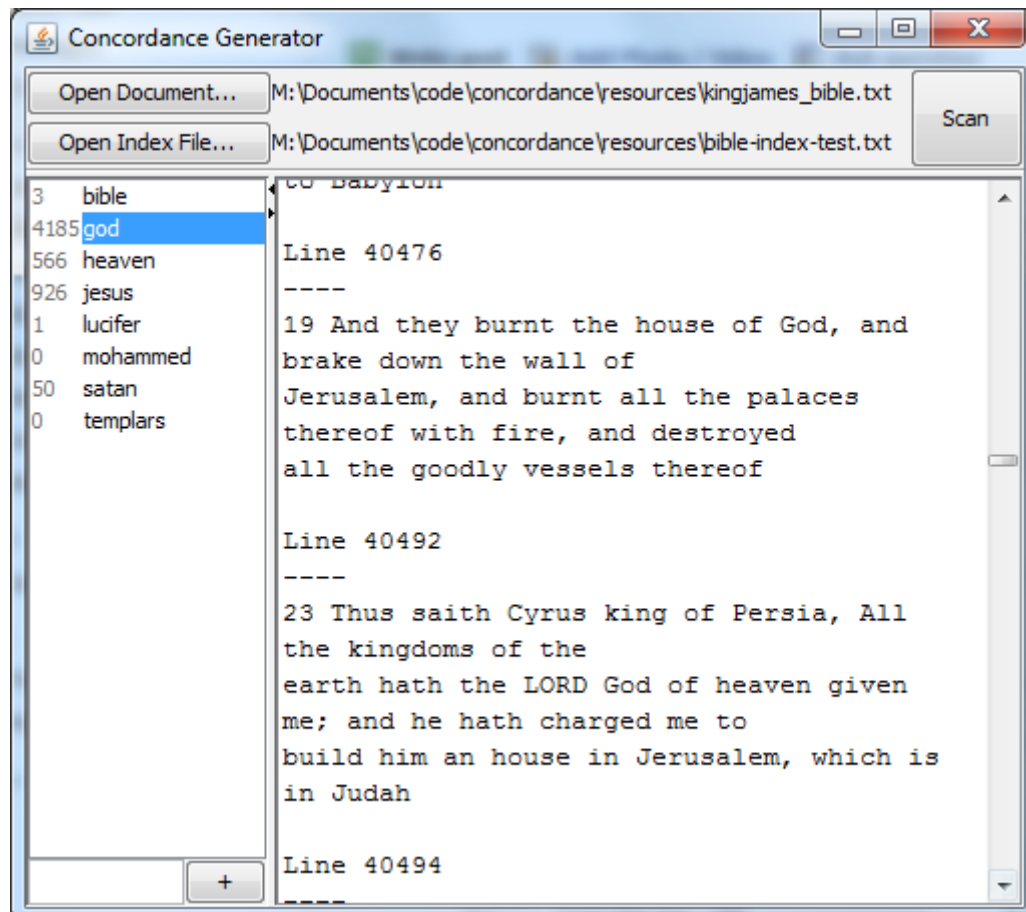 Concordance Generator
Open Document... M:\Documents\code\concordance\resources\kingjames_bible.txt
Scan
Open Index File... M:\Documents\code\concordance\resources\bible-index-test.txt
3 bible
4185 god
566 heaven
926 jesus
1 lucifer
0 mohammed
50 satan
0 templars
+
to Babylon
Line 40476
----
19 And they burnt the house of God, and
brake down the wall of
Jerusalem, and burnt all the palaces
thereof with fire, and destroyed
all the goodly vessels thereof
Line 40492
----
23 Thus saith Cyrus king of Persia, All
the kingdoms of the
earth hath the LORD God of heaven given
me; and he hath charged me to
build him an house in Jerusalem, which is
in Judah
Line 40494
----